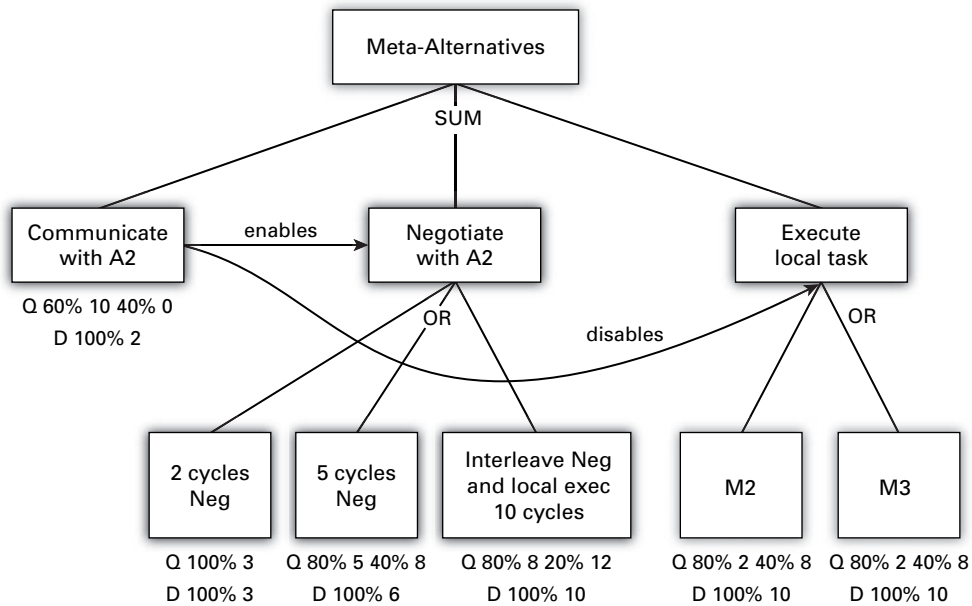 Meta-Alternatives
SUM
Communicate
with A2
enables
Negotiate
with A2
Execute
local task
Q 60% 10 40% 0
D 100% 2
OR
disables
OR
2 cycles
Neg
5 cycles
Neg
Interleave Neg
and local exec
10 cycles
M2
M3
Q 100% 3
D 100% 3
Q 80% 5 40% 8
D 100% 6
Q 80% 8 20% 12
D 100% 10
Q 80% 2 40% 8
D 100% 10
Q 80% 2 40% 8
D 100% 10